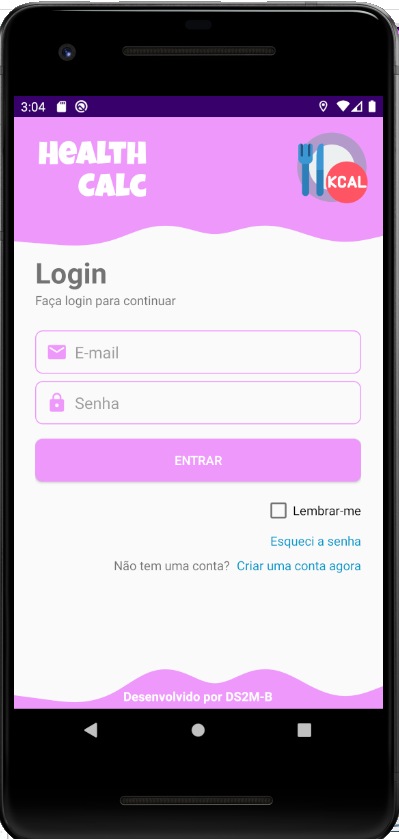 3:04
HEALTH
CALC
KCAL
Login
Faça login para continuar
E-mail
Senha
ENTRAR
Lembrar-me
Esqueci a senha
Não tem uma conta? Criar uma conta agora
Desenvolvido por DS2M-B